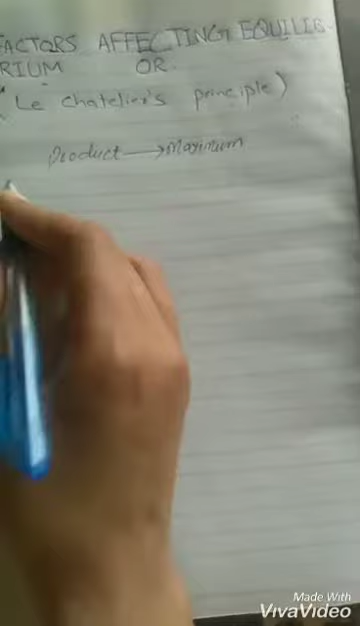 FACTORS AFFECTING EQUILIB-
RIUM OR
(Le chatelier's principle)
Product → Maximum
Made With
VivaVideo